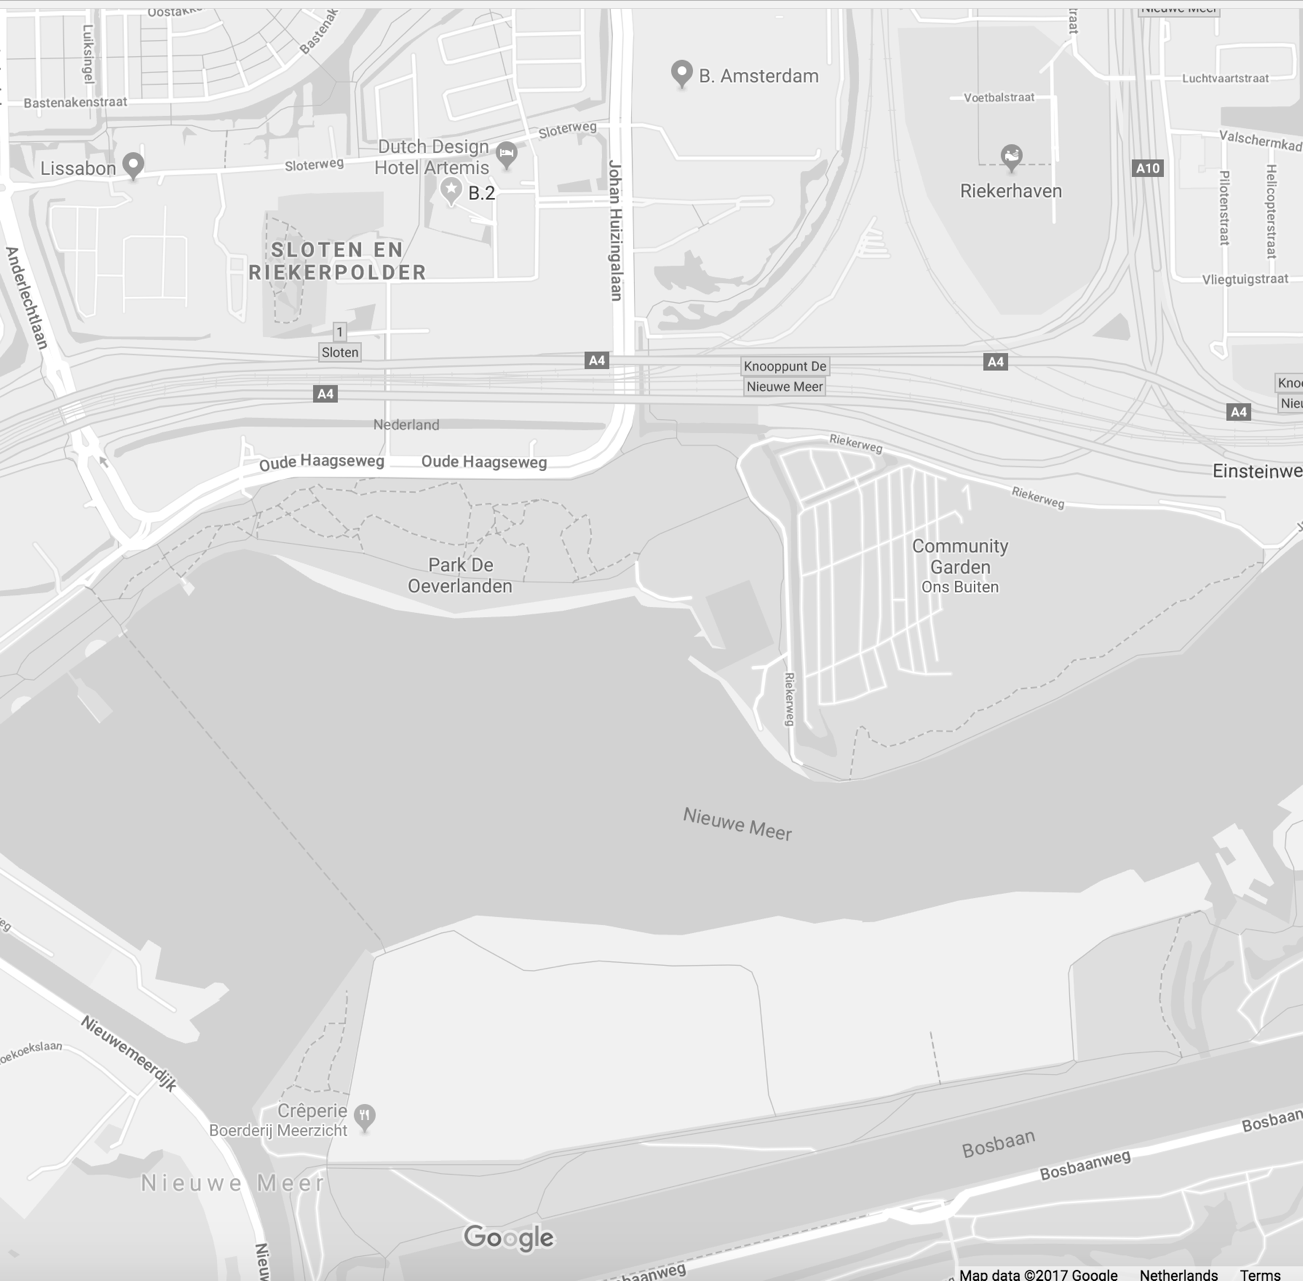 Nieuwe Meer
Luiksingel
Bastenakenstraat
Luchtvaartstraat
B. Amsterdam
Voetbalstraat
Sloterweg
Valschermkad
Dutch Design
Hotel Artemis
Lissabon
Sloterweg
A10
B.2
Riekerhaven
Johan Huizingalaan
Pilotenstraat
Helicopterstraat
SLOTEN EN
RIEKERPOLDER
Anderlechtlaan
Vliegtuigstraat
1
Sloten
A4
Knooppunt De
Nieuwe Meer
A4
A4
A4
Nederland
Riekerweg
Oude Haagseweg
Oude Haagseweg
Einsteinwe
Riekerweg
Community
Garden
Ons Buiten
Park De
Oeverlanden
Riekerweg
Nieuwe Meer
Nieuwemeerdijk
oekoekslaan
Crêperie
Boerderij Meerzicht
Bosbaan
Bosbaan
Bosbaanweg
Nieuwe Meer
Google
Nieuw
osbaanweg
Map data ©2017 Google Netherlands Terms